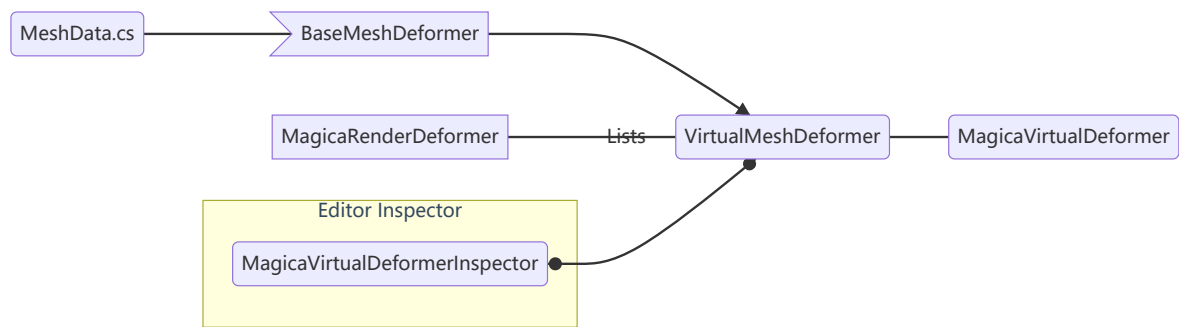 MeshData.cs
BaseMeshDeformer
MagicaRenderDeformer
Lists
VirtualMeshDeformer
MagicaVirtualDeformer
Editor Inspector
MagicaVirtualDeformerInspector